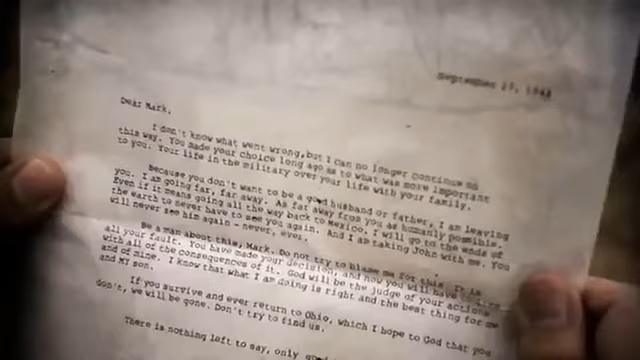 September 1943
Dear Mark,
I don't know what went wrong, but I can no longer continue on
this way. You made your choice long ago as to what was more important
to you. Your life in the military over your life with your family.
Because you don't want to be a good husband or father, I am leaving
you. I am going far, far away. As far away from you as humanly possible.
Even if it means going all the way back to Mexico. I will go to the ends of
the earth to never have to see you again. And I am taking John with me. You
will never see him again - never, ever.
Be a man about this, Mark. Do not try to blame me for this. It is
all your fault. You have made your decision, and now you will have to
with all of the consequences of it. God will be the judge of your actions
and of mine. I know that what I am doing is right and the best thing for me
and MY son.
If you survive and ever return to Ohio, which I hope to God that you
don't, we will be gone. Don't try to find us.
There is nothing left to say, only